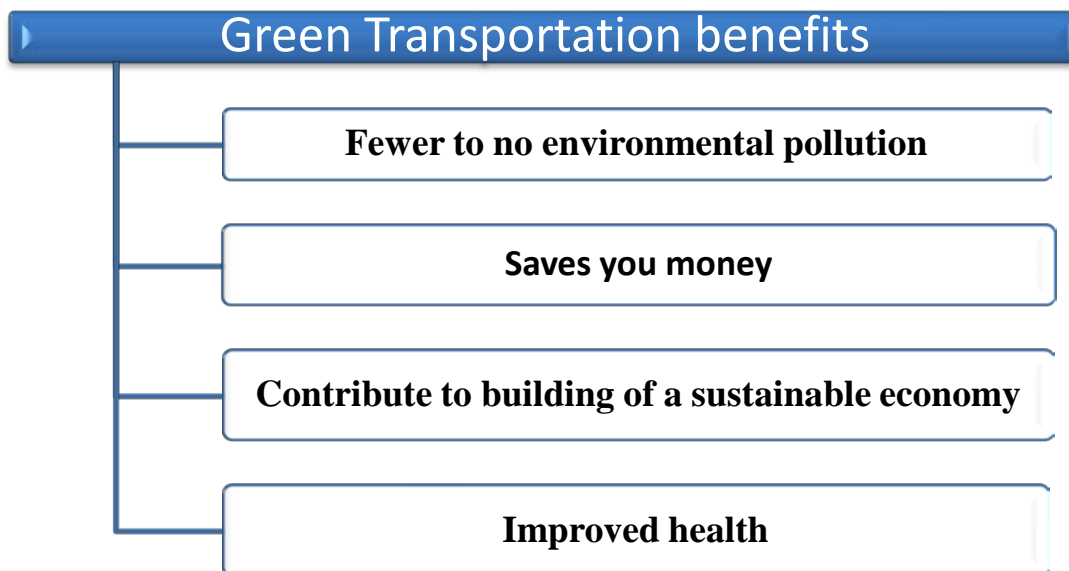 Green Transportation benefits
Fewer to no environmental pollution
Saves you money
Contribute to building of a sustainable economy
Improved health